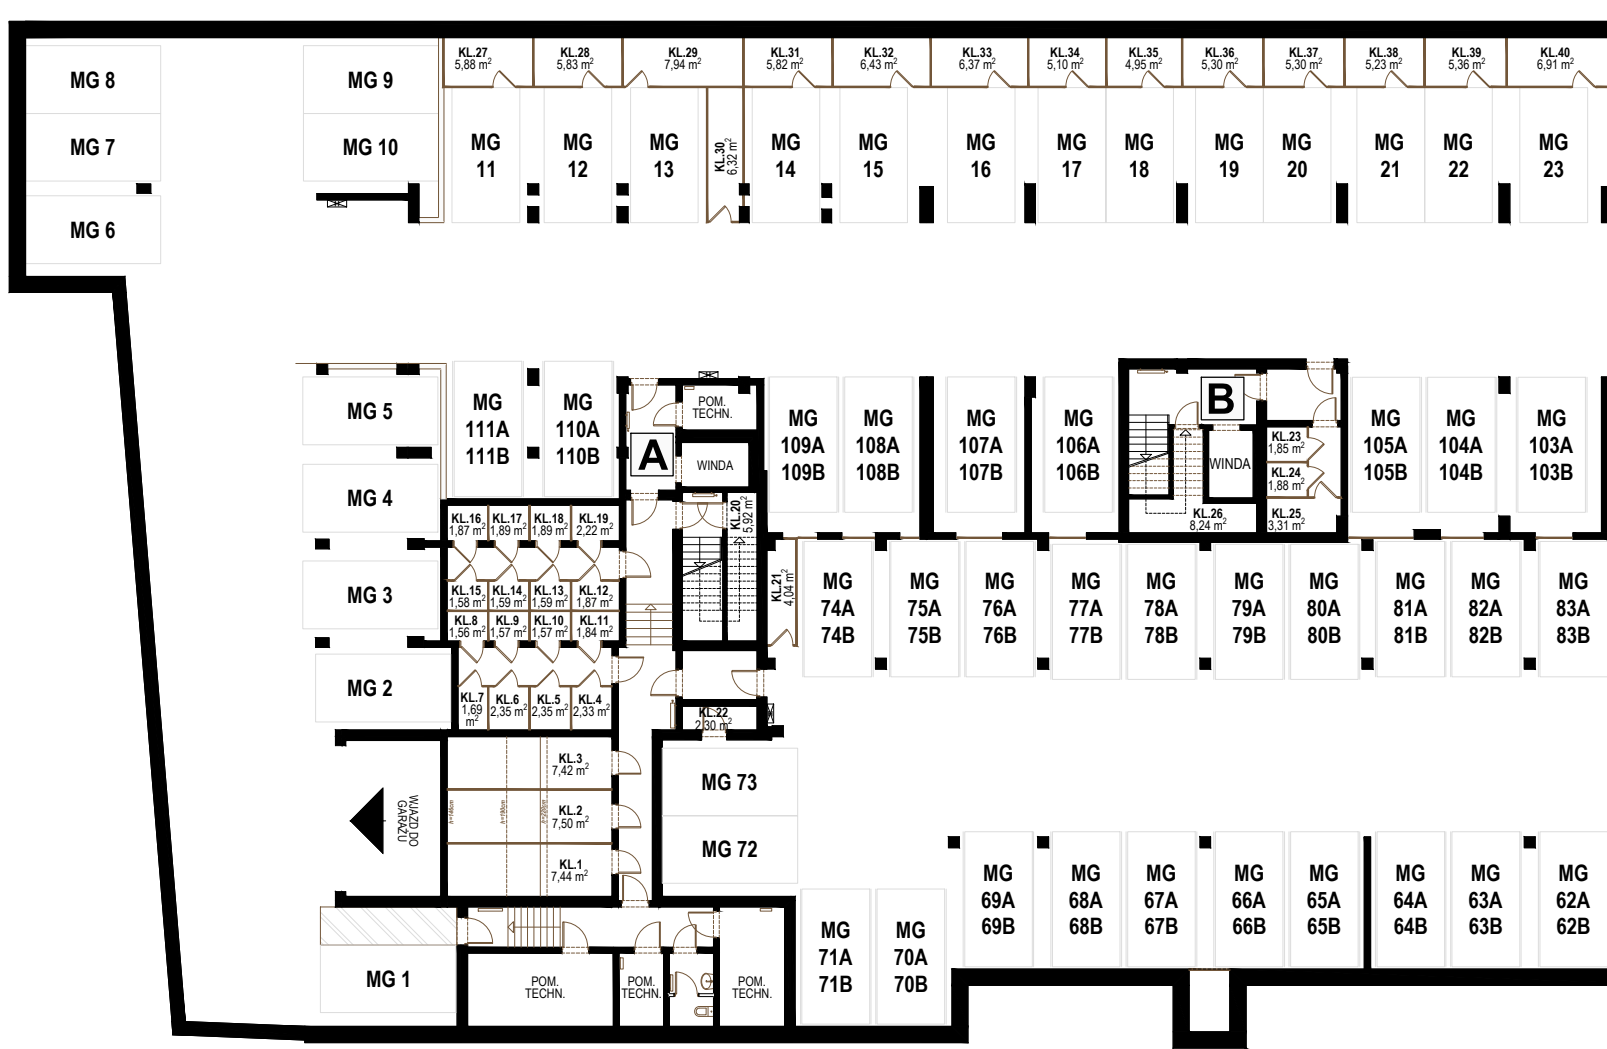 KL.27
5,88 m²
KL.28
5,83 m²
KL.29
7,94 m²
KL.31
5,82 m²
KL.32
6,43 m²
KL.33
6,37 m²
KL.34
5,10 m²
KL.35
4,95 m²
KL.36
5,30 m²
KL.37
5,30 m²
KL.38
5,23 m²
KL.39
5,36 m²
KL.40
6,91 m²
MG 8
MG 9
MG 7
MG 10
MG 6
MG
11
MG
12
MG
13
KL.30
6,32 m²
MG
14
MG
15
MG
16
MG
17
MG
18
MG
19
MG
20
MG
21
MG
22
MG
23
MG 5
MG 4
MG 3
MG 2
MG
111A
111B
MG
110A
110B
A
POM.
TECHN.
WINDA
MG
109A
109B
MG
108A
108B
MG
107A
107B
MG
106A
106B
B
WINDA
KL.23
1,85 m²
KL.24
1,88 m²
KL.25
3,31 m²
KL.26
8,24 m²
MG
105A
105B
MG
104A
104B
MG
103A
103B
KL.16
1,87 m²
KL.17
1,89 m²
KL.18
1,89 m²
KL.19
2,22 m²
KL.20
5,92 m²
KL.15
1,58 m²
KL.14
1,59 m²
KL.13
1,59 m²
KL.12
1,87 m²
KL.8
1,56 m²
KL.9
1,57 m²
KL.10
1,57 m²
KL.11
1,84 m²
KL.7
1,69
m²
KL.6
2,35 m²
KL.5
2,35 m²
KL.4
2,33 m²
KL.21
4,04 m²
KL.22
2,30 m²
MG
74A
74B
MG
75A
75B
MG
76A
76B
MG
77A
77B
MG
78A
78B
MG
79A
79B
MG
80A
80B
MG
81A
81B
MG
82A
82B
MG
83A
83B
WJAZD DO
GARAŻU
KL.3
7,42 m²
KL.2
7,50 m²
KL.1
7,44 m²
MG 73
MG 72
MG
69A
69B
MG
68A
68B
MG
67A
67B
MG
66A
66B
MG
65A
65B
MG
64A
64B
MG
63A
63B
MG
62A
62B
MG
71A
71B
MG
70A
70B
MG 1
POM.
TECHN.
POM.
TECHN.
POM.
TECHN.